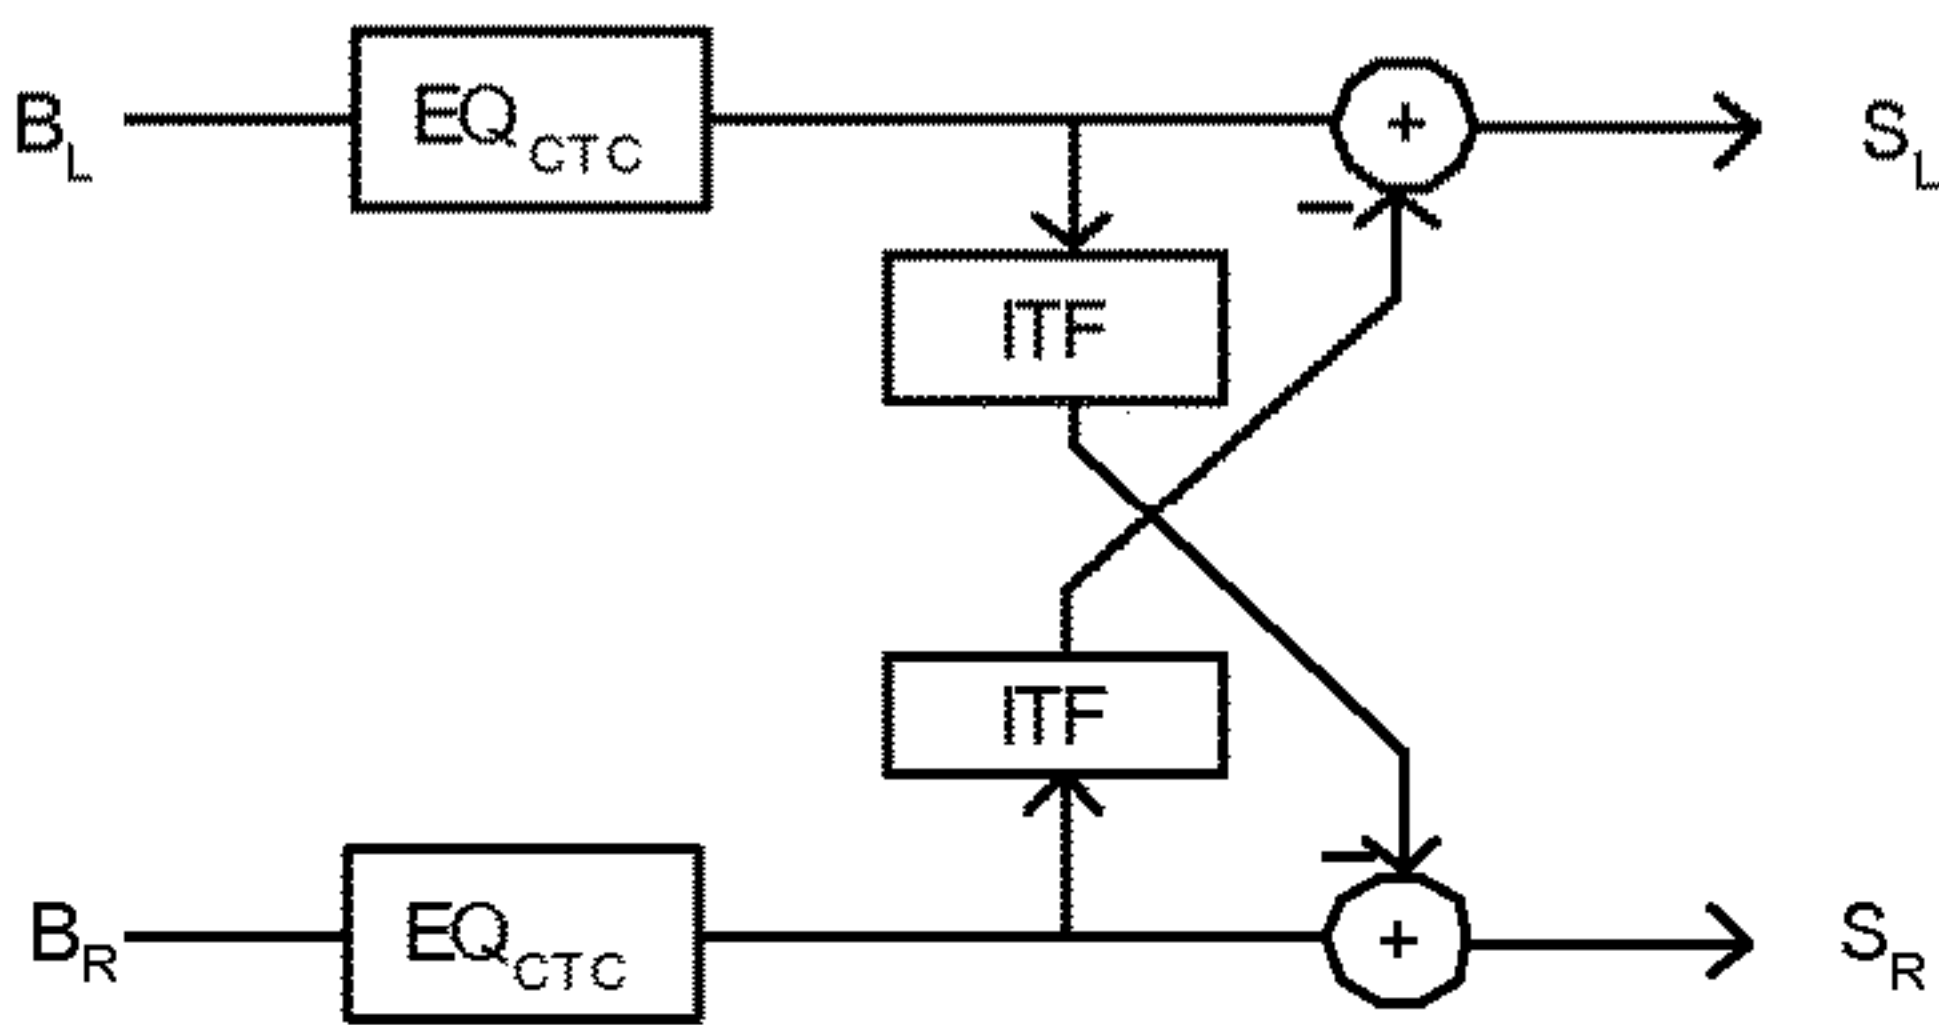 B_L EQ_CTC + S_L
−
ITF
ITF
−
B_R EQ_CTC + S_R